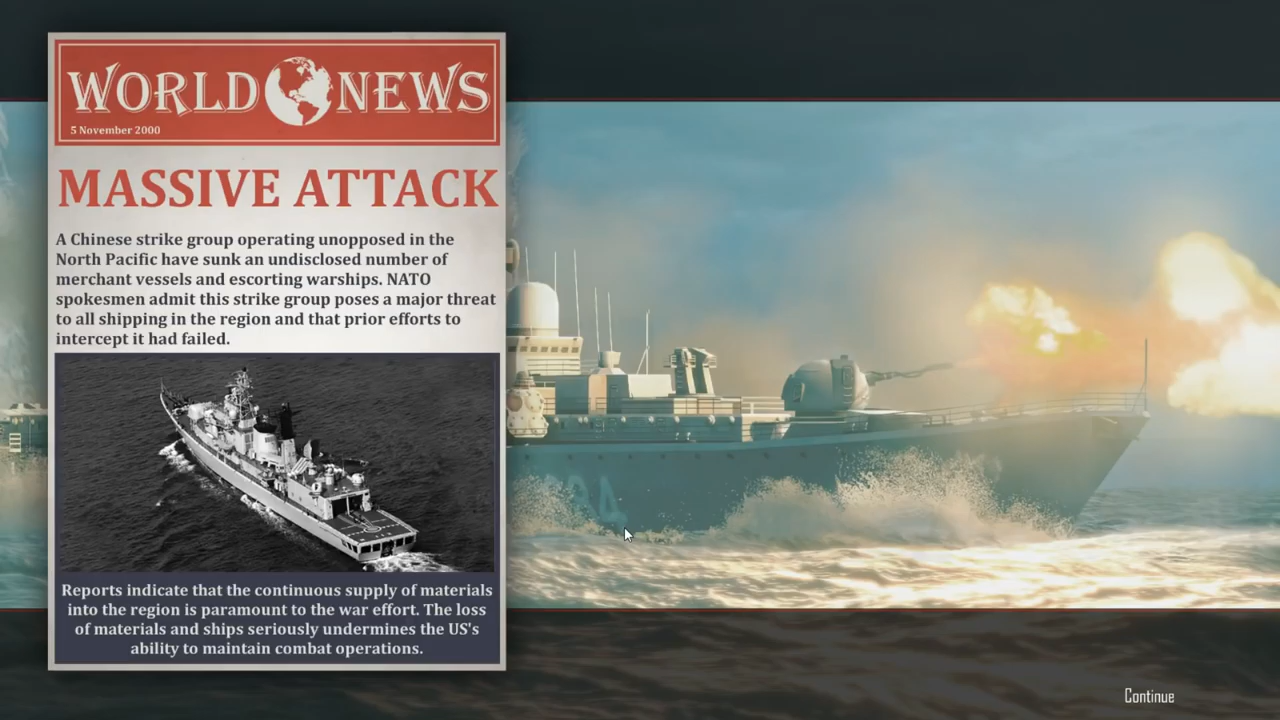 WORLD NEWS
5 November 2000
MASSIVE ATTACK
A Chinese strike group operating unopposed in the
North Pacific have sunk an undisclosed number of
merchant vessels and escorting warships. NATO
spokesmen admit this strike group poses a major threat
to all shipping in the region and that prior efforts to
intercept it had failed.
Reports indicate that the continuous supply of materials
into the region is paramount to the war effort. The loss
of materials and ships seriously undermines the US's
ability to maintain combat operations.
Continue